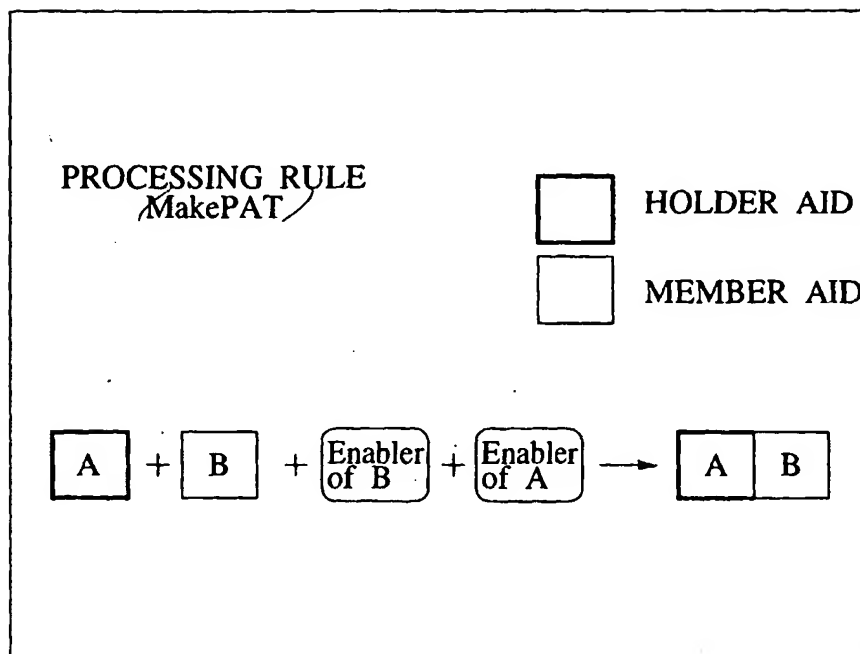 PROCESSING RULE
MakePAT
HOLDER AID
MEMBER AID
A + B + Enabler of B + Enabler of A → A B